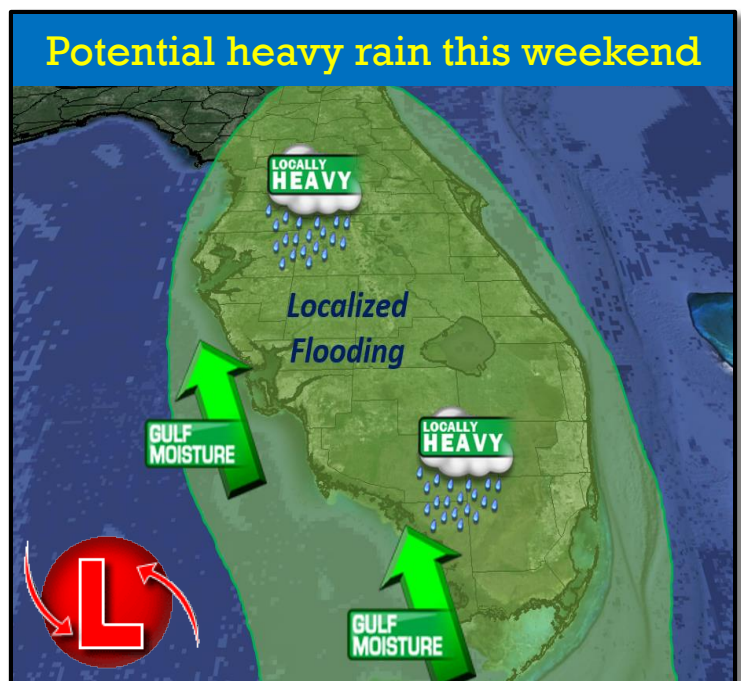 Potential heavy rain this weekend
LOCALLY
HEAVY
Localized
Flooding
GULF
MOISTURE
LOCALLY
HEAVY
L
GULF
MOISTURE